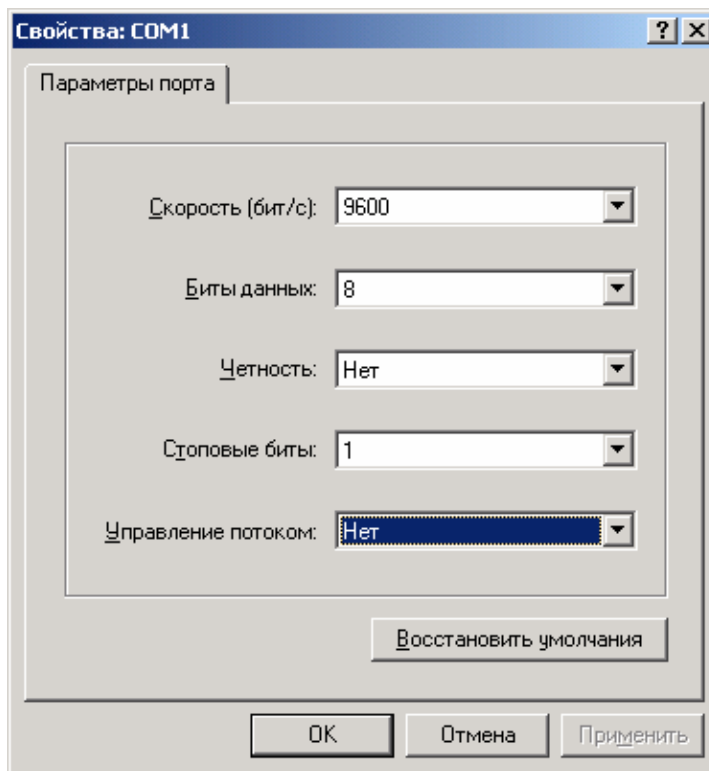 Свойства: COM1
Параметры порта
Скорость (бит/с): 9600
Биты данных: 8
Четность: Нет
Стоповые биты: 1
Управление потоком: Нет
Восстановить умолчания
OK Отмена Применить